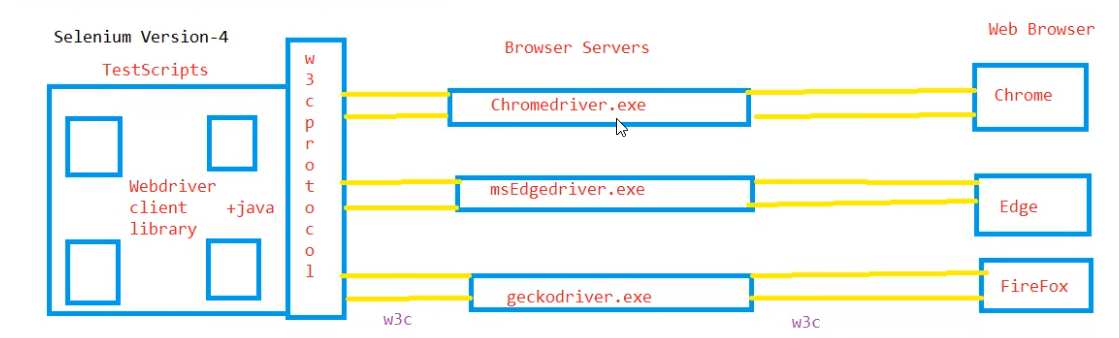 Selenium Version-4
TestScripts
Webdriver
client +java
library
w3cprotocol
Browser Servers
Chromedriver.exe
msEdgedriver.exe
geckodriver.exe
w3c
w3c
Web Browser
Chrome
Edge
FireFox